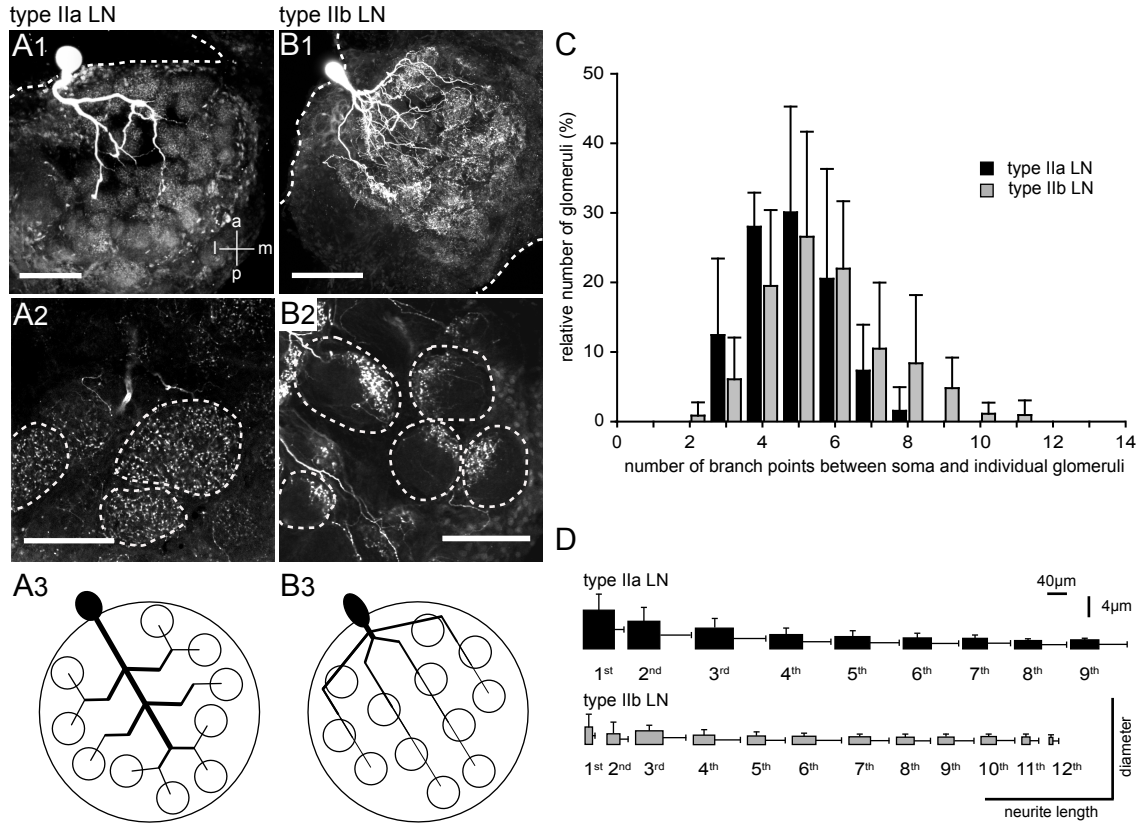 type IIa LN
type IIb LN
A1
B1
a
l m
p
A2
B2
A3
B3
C
relative number of glomeruli (%)
50
40
30
20
10
0
type IIa LN
type IIb LN
0 2 4 6 8 10 12 14
number of branch points between soma and individual glomeruli
D
type IIa LN
40µm
4µm
1st 2nd 3rd 4th 5th 6th 7th 8th 9th
type IIb LN
1st 2nd 3rd 4th 5th 6th 7th 8th 9th 10th 11th 12th
diameter
neurite length